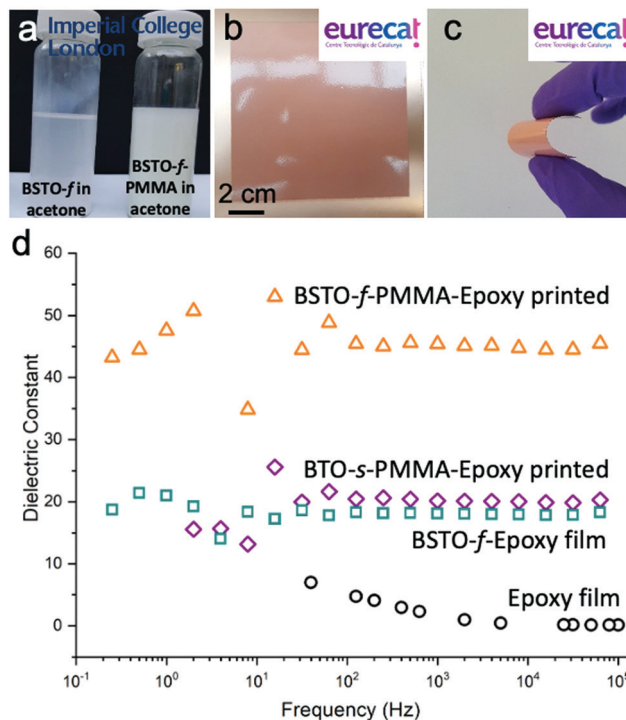 a
Imperial College
London
BSTO-f in
acetone
BSTO-f-
PMMA in
acetone
b
eurecat
Centre Tecnològic de Catalunya
2 cm
c
eurecat
Centre Tecnològic de Catalunya
d
60
50
40
30
20
10
0
Dielectric Constant
BSTO-f-PMMA-Epoxy printed
BTO-s-PMMA-Epoxy printed
BSTO-f-Epoxy film
Epoxy film
10⁻¹
10⁰
10¹
10²
10³
10⁴
10⁵
Frequency (Hz)